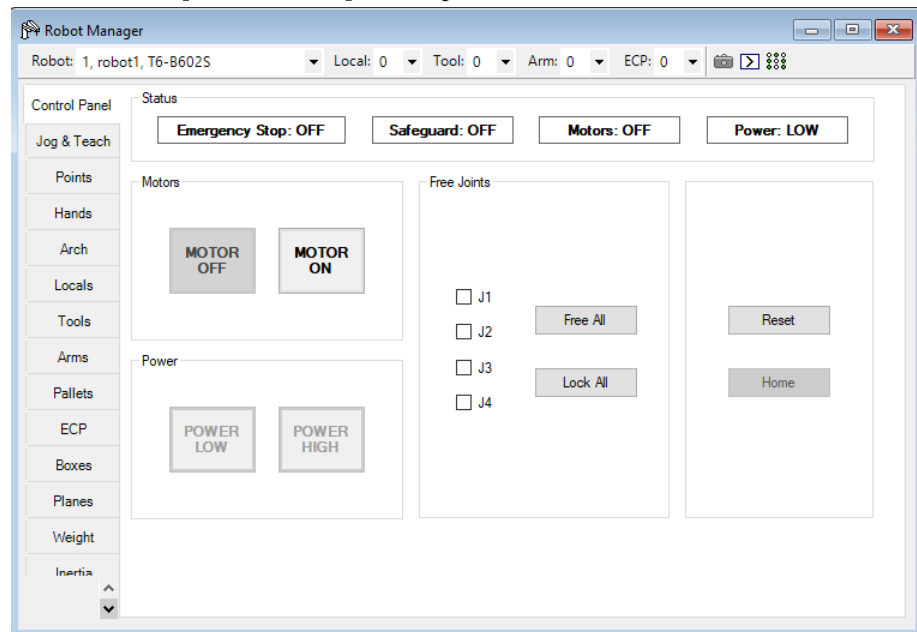 Robot Manager
Robot: 1, robot1, T6-B602S Local: 0 Tool: 0 Arm: 0 ECP: 0
Control Panel
Jog & Teach
Points
Hands
Arch
Locals
Tools
Arms
Pallets
ECP
Boxes
Planes
Weight
Inertia
Status
Emergency Stop: OFF Safeguard: OFF Motors: OFF Power: LOW
Motors
MOTOR OFF
MOTOR ON
Power
POWER LOW
POWER HIGH
Free Joints
J1
J2
J3
J4
Free All
Lock All
Reset
Home